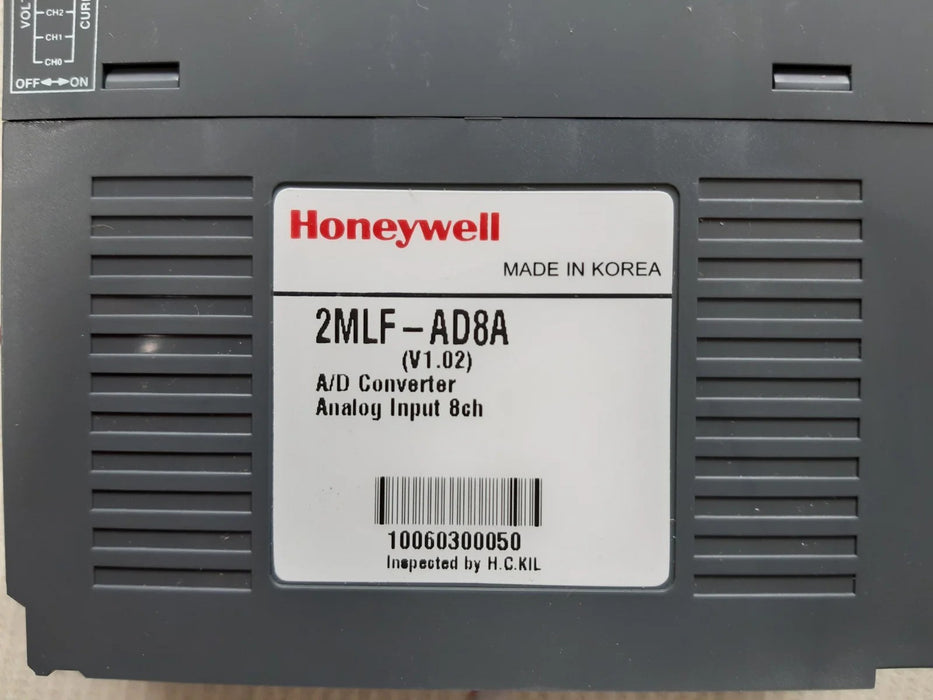 CH2
CH1
CH0
OFF↔ON
Honeywell
MADE IN KOREA
2MLF-AD8A
(V1.02)
A/D Converter
Analog Input 8ch
10060300050
Inspected by H.C.KIL